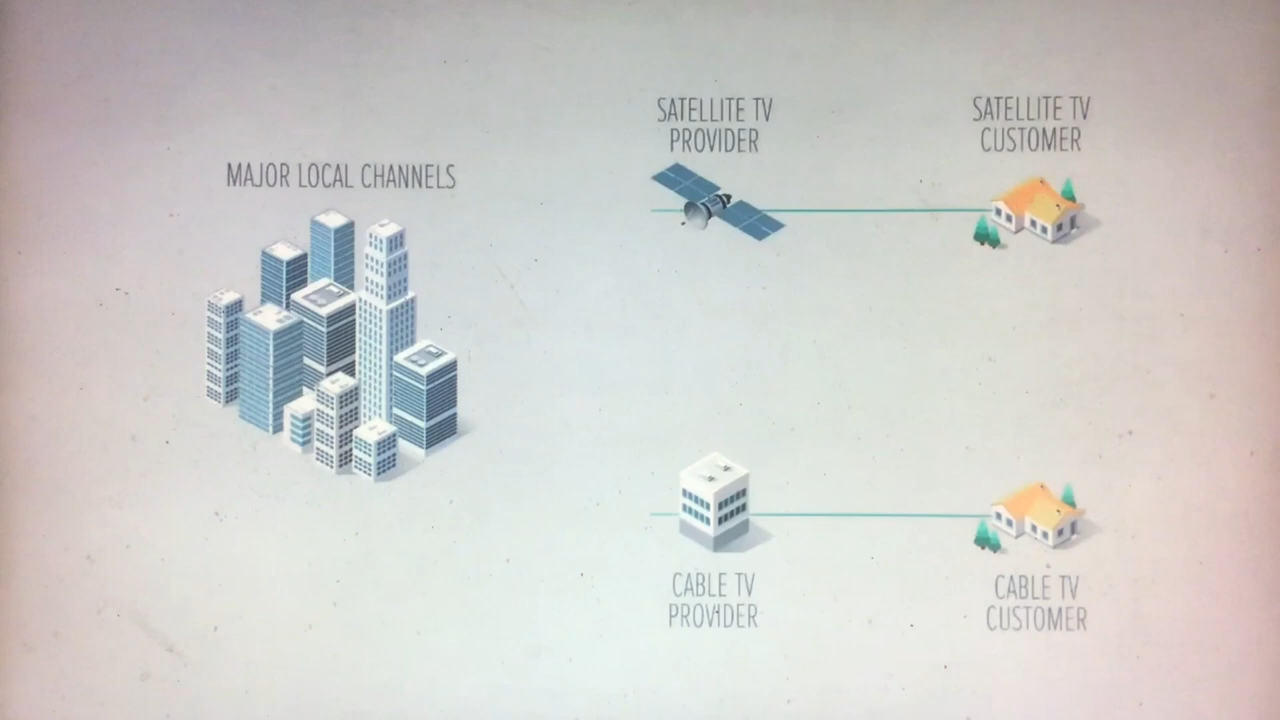 MAJOR LOCAL CHANNELS
SATELLITE TV
PROVIDER
SATELLITE TV
CUSTOMER
CABLE TV
PROVIDER
CABLE TV
CUSTOMER